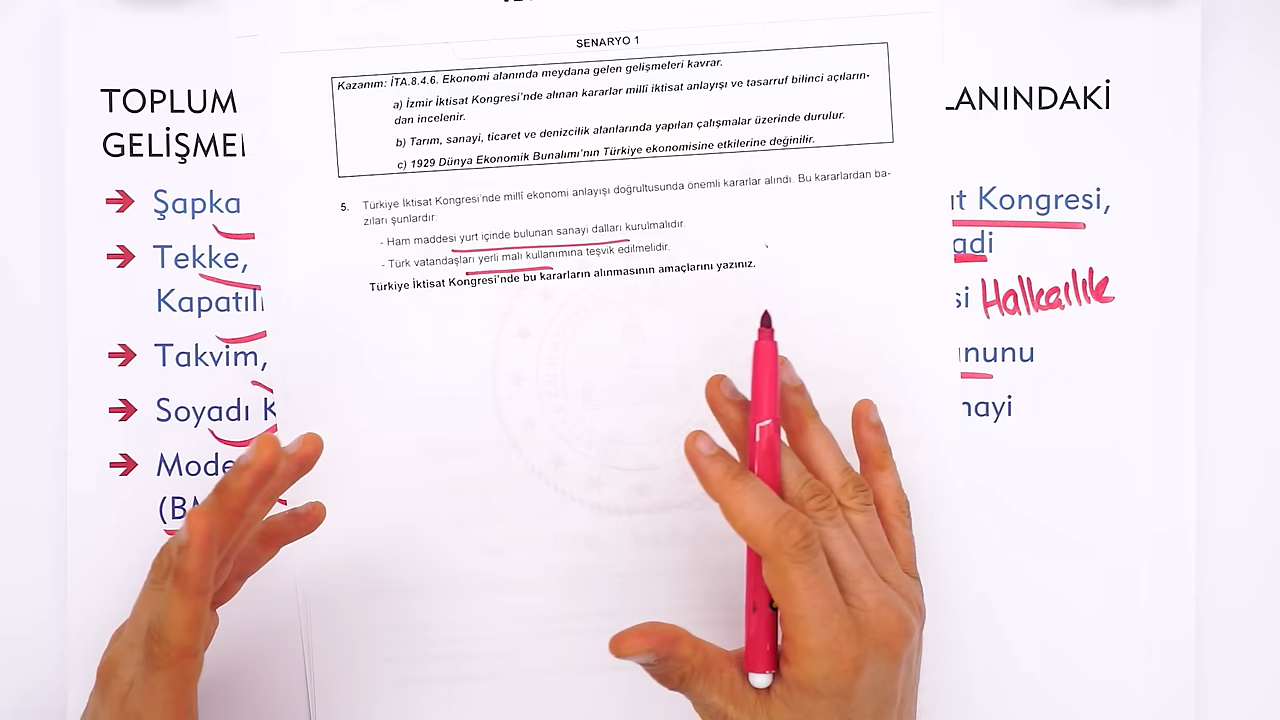 SENARYO 1
Kazanım: İTA.8.4.6. Ekonomi alanında meydana gelen gelişmeleri kavrar.
a) İzmir İktisat Kongresi'nde alınan kararlar millî iktisat anlayışı ve tasarruf bilinci açıların-
dan incelenir.
b) Tarım, sanayi, ticaret ve denizcilik alanlarında yapılan çalışmalar üzerinde durulur.
c) 1929 Dünya Ekonomik Bunalımı'nın Türkiye ekonomisine etkilerine değinilir.
5. Türkiye İktisat Kongresi'nde millî ekonomi anlayışı doğrultusunda önemli kararlar alındı. Bu kararlardan ba-
zıları şunlardır:
- Ham maddesi yurt içinde bulunan sanayi dalları kurulmalıdır.
- Türk vatandaşları yerli malı kullanımına teşvik edilmelidir.
Türkiye İktisat Kongresi'nde bu kararların alınmasının amaçlarını yazınız.
TOPLUM
GELİŞME
➔ Şapka
➔ Tekke,
Kapatılı
➔ Takvim,
➔ Soyadı K
➔ Mode
(B
LANINDAKİ
at Kongresi,
adi
si Halkcılık
nunu
nayi